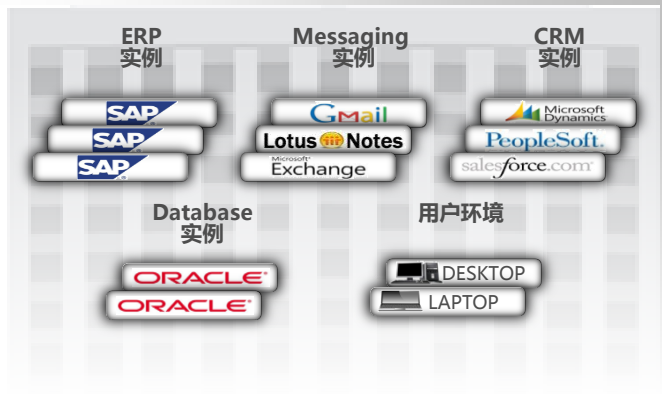 ERP
实例
SAP
SAP
SAP
Messaging
实例
Gmail
Lotus Notes
Microsoft
Exchange
CRM
实例
Microsoft
Dynamics
PeopleSoft.
salesforce.com
Database
实例
ORACLE
ORACLE
用户环境
DESKTOP
LAPTOP